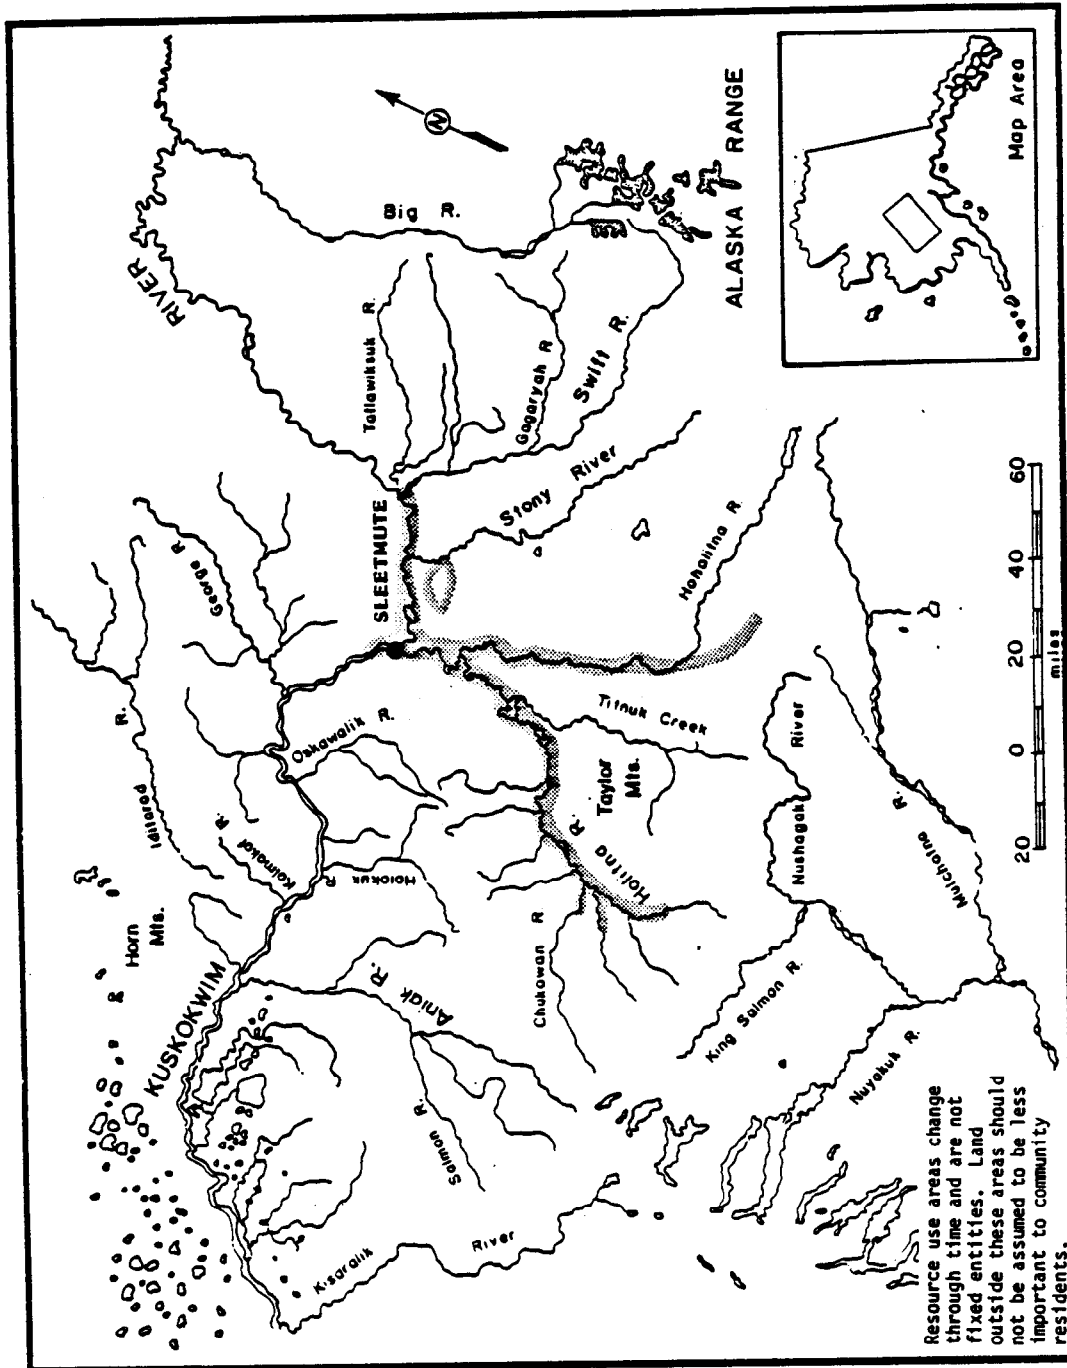 KUSKOKWIM
RIVER
Big R.
ALASKA RANGE
N
Map Area
Tatlawiksuk R.
Gagaryah R
Swift R.
Stony River
SLEETMUTE
George R
Iditarod R.
Oskawalik R.
Kolmakof R.
Holokuk R.
Horn
Mts.
Aniak R.
Salmon R.
Kisaralik River
Hoholitna R.
Titnuk Creek
Taylor
Mts.
Holitna R.
Chukowan R.
Nushagak River
Mulchatna R.
King Salmon R.
Nuyakuk R.
20 0 20 40 60
miles
Resource use areas change
through time and are not
fixed entities. Land
outside these areas should
not be assumed to be less
important to community
residents.